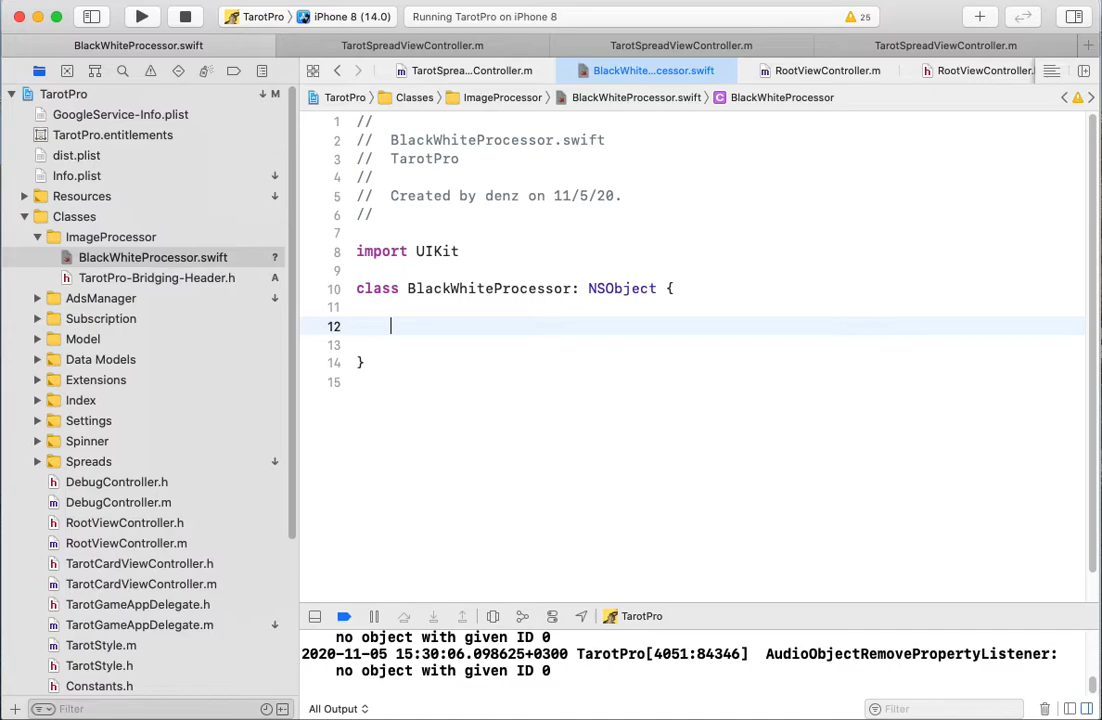 TarotPro 〉 iPhone 8 (14.0)
Running TarotPro on iPhone 8
25
BlackWhiteProcessor.swift
TarotSpreadViewController.m
TarotSpreadViewController.m
TarotSpreadViewController.m
TarotSprea...Controller.m
BlackWhite...cessor.swift
RootViewController.m
RootViewController.
TarotPro 〉 Classes 〉 ImageProcessor 〉 BlackWhiteProcessor.swift 〉 C BlackWhiteProcessor
TarotPro M
GoogleService-Info.plist
TarotPro.entitlements
dist.plist
Info.plist
Resources
Classes
ImageProcessor
BlackWhiteProcessor.swift ?
h TarotPro-Bridging-Header.h A
AdsManager
Subscription
Model
Data Models
Extensions
Index
Settings
Spinner
Spreads
h DebugController.h
m DebugController.m
h RootViewController.h
m RootViewController.m
h TarotCardViewController.h
m TarotCardViewController.m
h TarotGameAppDelegate.h
m TarotGameAppDelegate.m
m TarotStyle.m
h TarotStyle.h
h Constants.h
Filter
1 //
2 //  BlackWhiteProcessor.swift
3 //  TarotPro
4 //
5 //  Created by denz on 11/5/20.
6 //
7
8 import UIKit
9
10 class BlackWhiteProcessor: NSObject {
11
12
13
14 }
15
TarotPro
no object with given ID 0
2020-11-05 15:30:06.098625+0300 TarotPro[4051:84346]  AudioObjectRemovePropertyListener:
no object with given ID 0
All Output
Filter